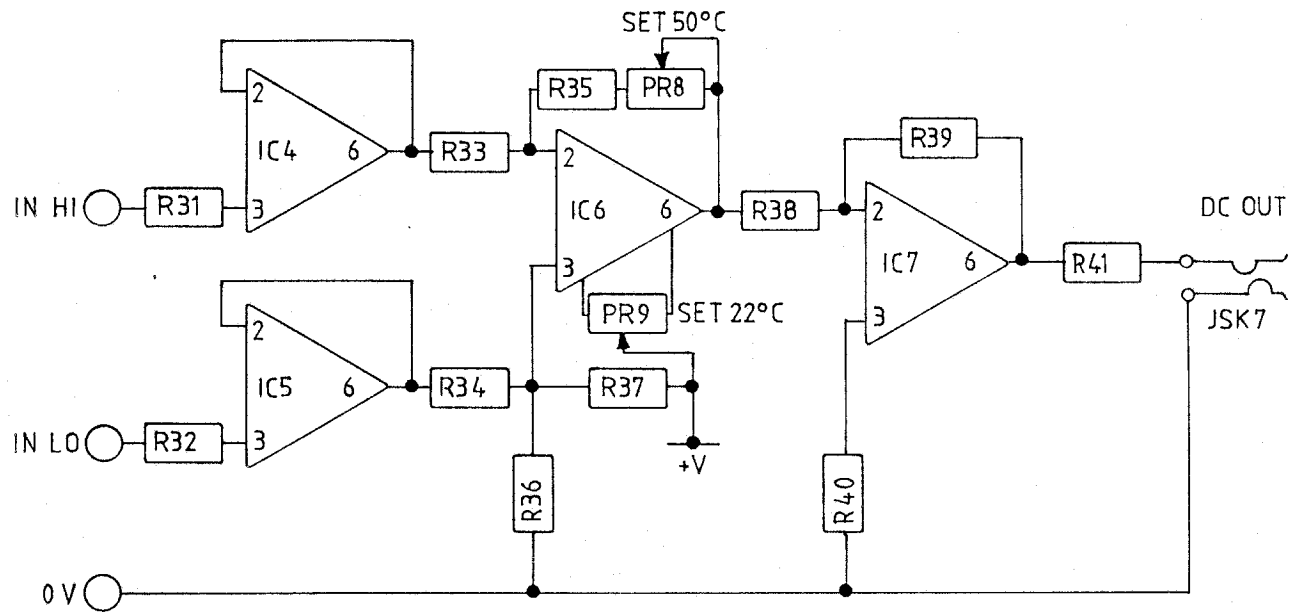 SET 50°C
R35
PR8
2
IC4
6
3
R33
2
IC6
6
3
R39
IN HI
R31
R38
2
IC7
6
3
DC OUT
R41
PR9
SET 22°C
JSK7
2
IC5
6
3
R34
R37
IN LO
R32
+V
R36
R40
0V